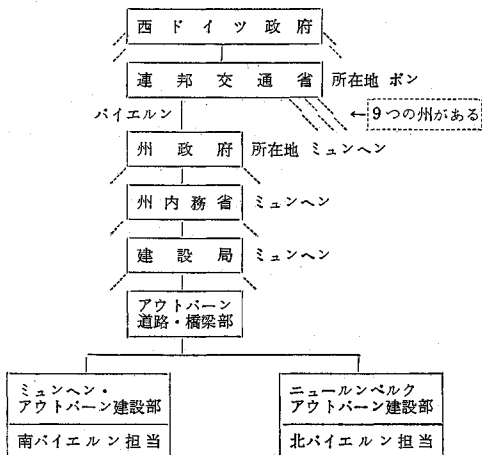 西ドイツ政府
連邦交通省 所在地 ボン
バイエルン
←9つの州がある
州政府 所在地 ミュンヘン
州内務省 ミュンヘン
建設局 ミュンヘン
アウトバーン
道路・橋梁部
ミュンヘン・
アウトバーン建設部
南バイエルン担当
ニュールンベルク
アウトバーン建設部
北バイエルン担当